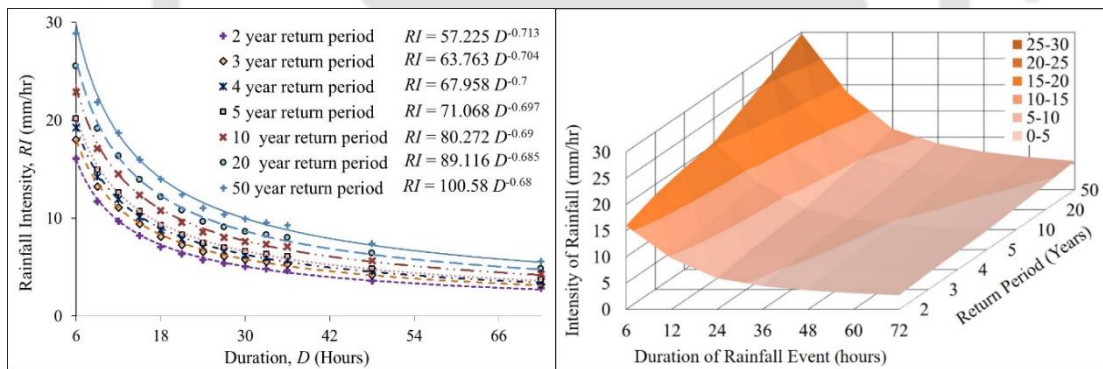 Rainfall Intensity, RI (mm/hr)
30
20
10
0
2 year return period RI = 57.225 D^-0.713
3 year return period RI = 63.763 D^-0.704
4 year return period RI = 67.958 D^-0.7
5 year return period RI = 71.068 D^-0.697
10 year return period RI = 80.272 D^-0.69
20 year return period RI = 89.116 D^-0.685
50 year return period RI = 100.58 D^-0.68
6 18 30 42 54 66
Duration, D (Hours)
Intensity of Rainfall (mm/hr)
30
25
20
15
10
5
0
25-30
20-25
15-20
10-15
5-10
0-5
50
20
10
5
4
3
2
Return Period (Years)
6 12 24 36 48 60 72
Duration of Rainfall Event (hours)